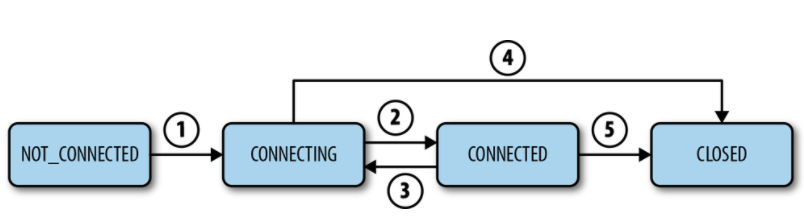 4
1
2
5
NOT_CONNECTED
CONNECTING
CONNECTED
CLOSED
3